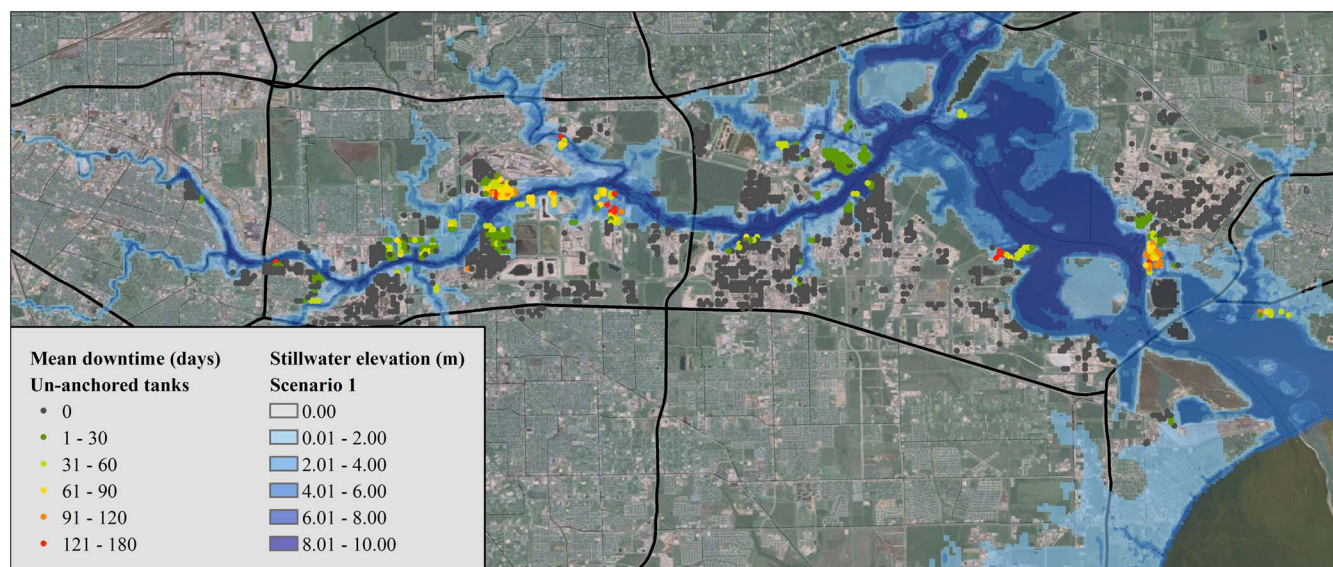 Mean downtime (days)
Un-anchored tanks
0
1 - 30
31 - 60
61 - 90
91 - 120
121 - 180
Stillwater elevation (m)
Scenario 1
0.00
0.01 - 2.00
2.01 - 4.00
4.01 - 6.00
6.01 - 8.00
8.01 - 10.00